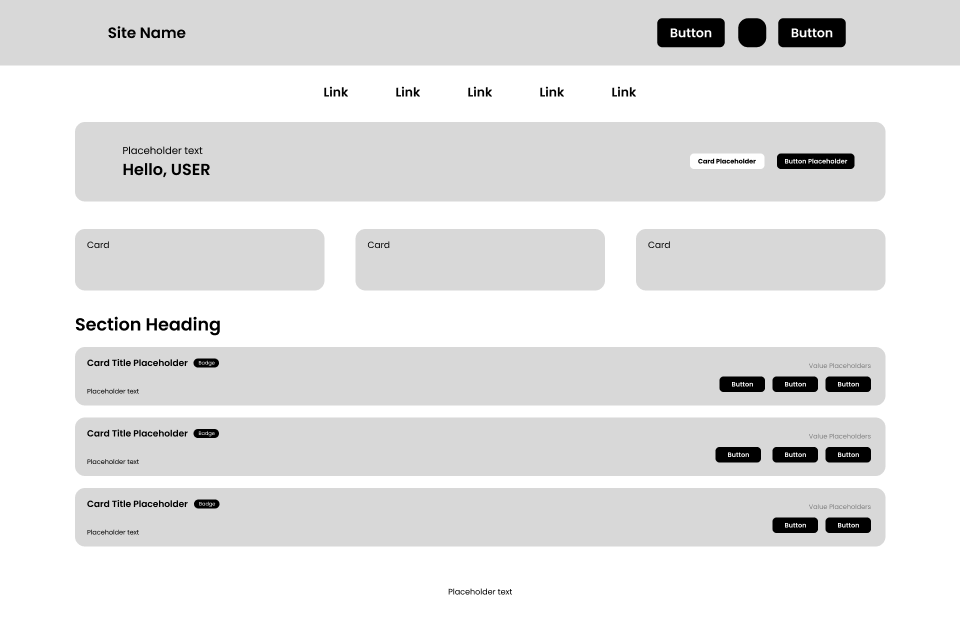 Site Name
Button
Button
Link Link Link Link Link
Placeholder text
Hello, USER
Card Placeholder
Button Placeholder
Card
Card
Card
Section Heading
Card Title Placeholder Badge
Value Placeholders
Placeholder text
Button Button Button
Card Title Placeholder Badge
Value Placeholders
Placeholder text
Button Button Button
Card Title Placeholder Badge
Value Placeholders
Placeholder text
Button Button
Placeholder text